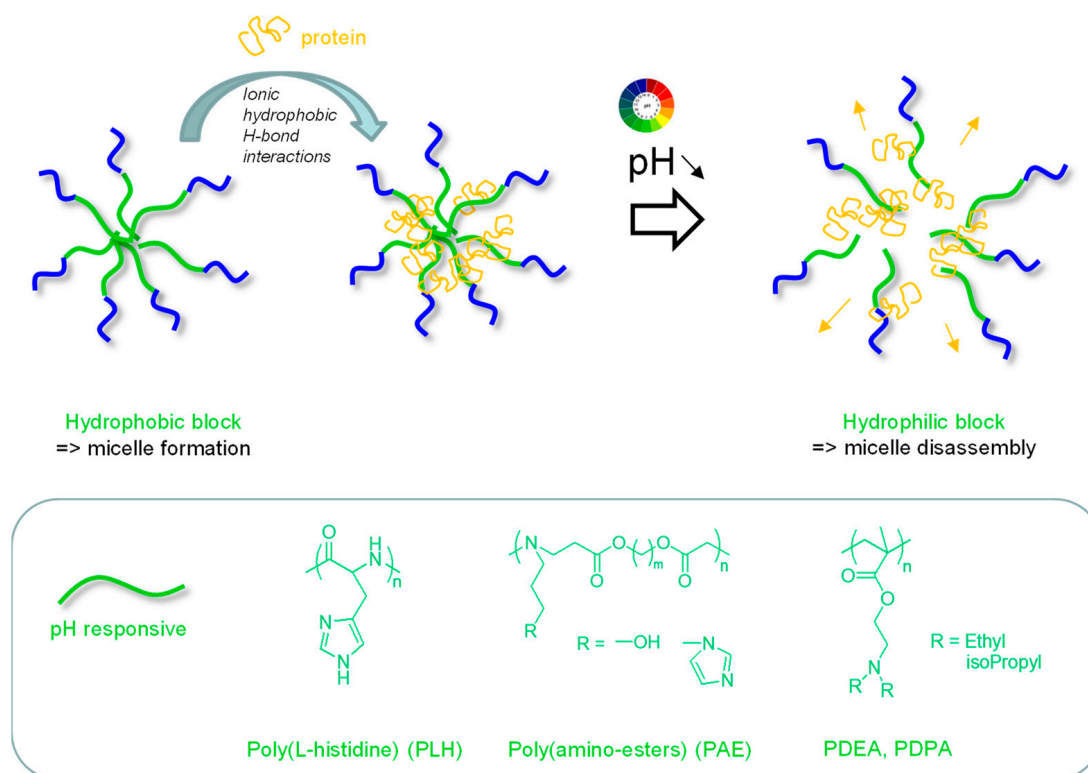 protein
Ionic
hydrophobic
H-bond
interactions
pH
pH
Hydrophobic block
=> micelle formation
Hydrophilic block
=> micelle disassembly
pH responsive
O
H
N
n
N
N
H
N
O
O
m
O
O
n
R
R = —OH
N
N
n
O
O
N
R
R
R = Ethyl
isoPropyl
Poly(L-histidine) (PLH)
Poly(amino-esters) (PAE)
PDEA, PDPA